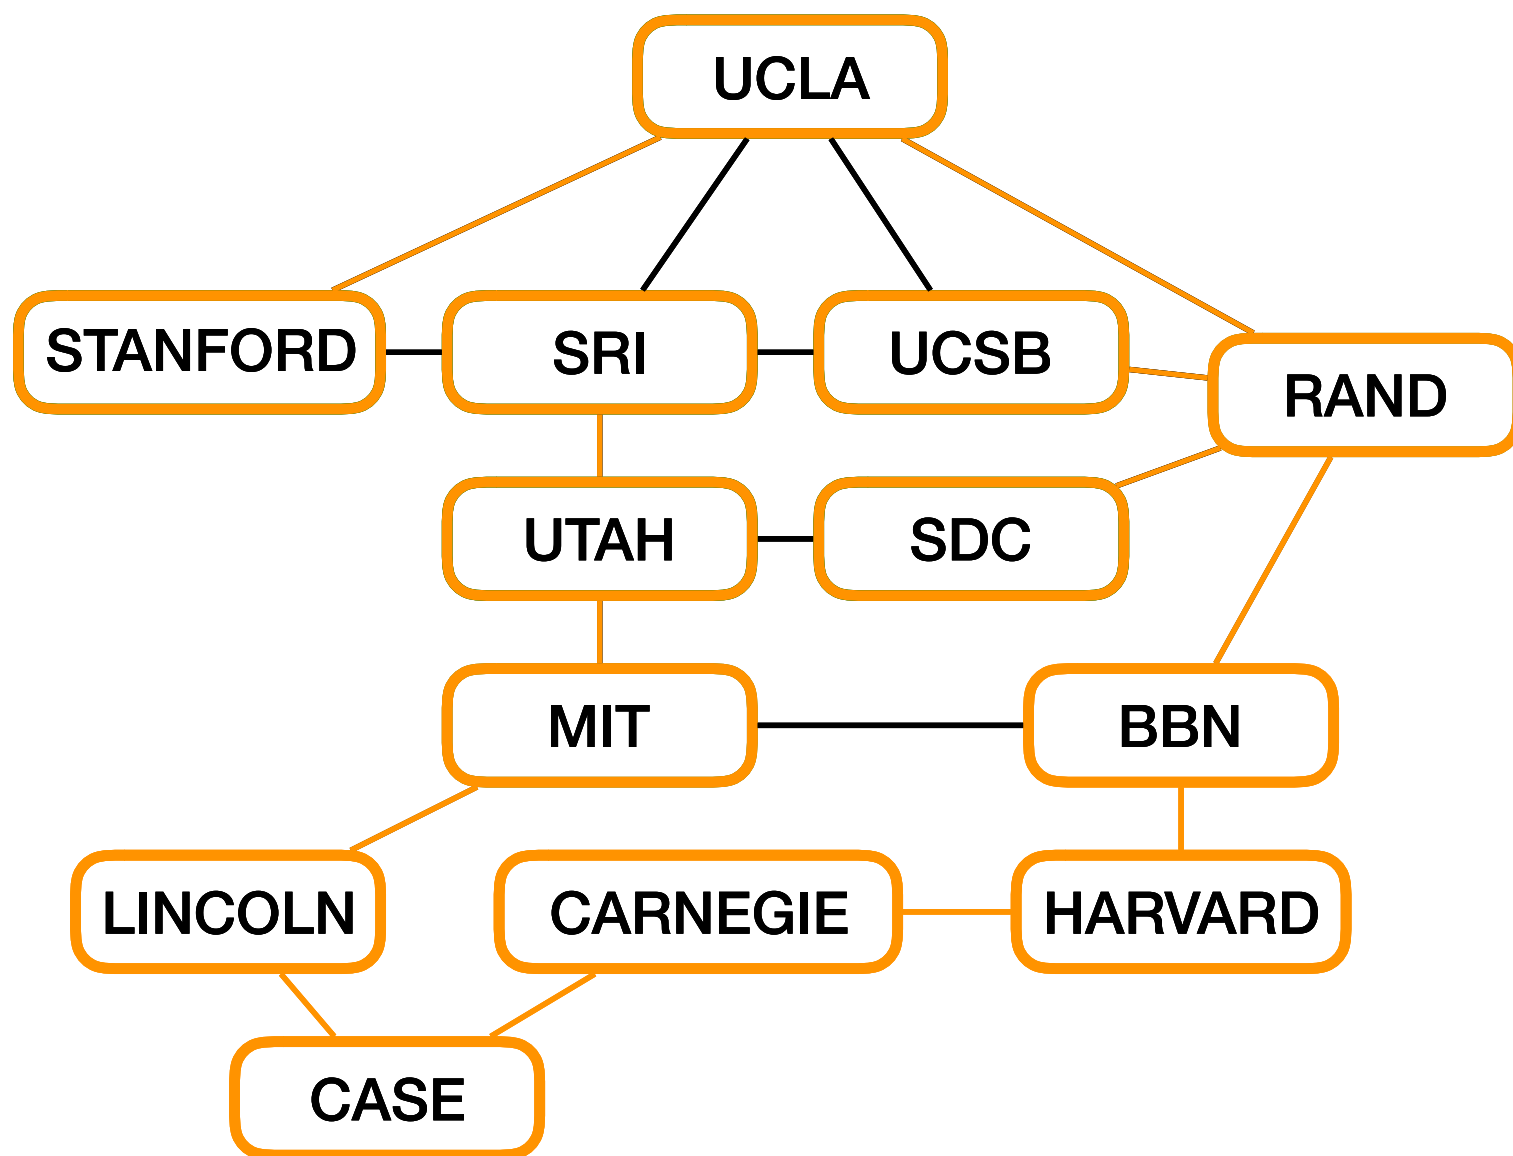 UCLA
STANFORD
SRI
UCSB
RAND
UTAH
SDC
MIT
BBN
LINCOLN
CARNEGIE
HARVARD
CASE